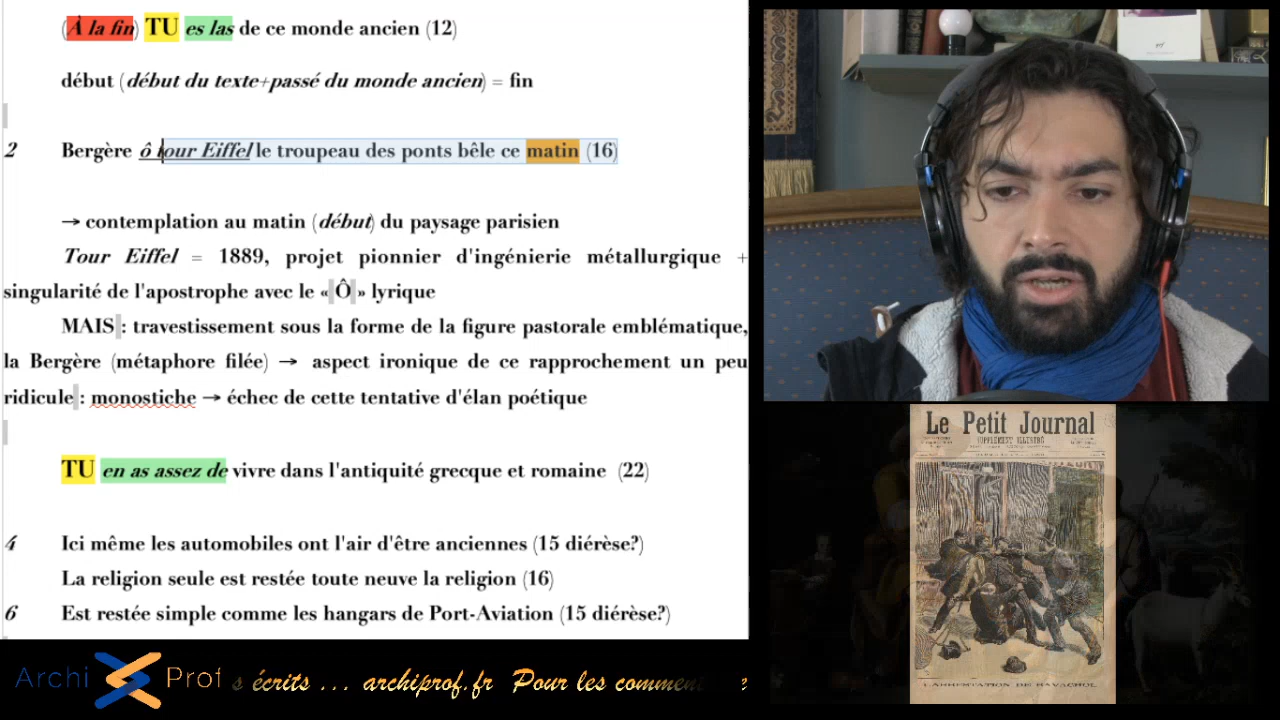 (À la fin) TU es las de ce monde ancien (12)
début (début du texte+passé du monde ancien) = fin
2 Bergère ô tour Eiffel le troupeau des ponts bêle ce matin (16)
→ contemplation au matin (début) du paysage parisien
Tour Eiffel = 1889, projet pionnier d'ingénierie métallurgique +
singularité de l'apostrophe avec le « Ô » lyrique
MAIS : travestissement sous la forme de la figure pastorale emblématique,
la Bergère (métaphore filée) → aspect ironique de ce rapprochement un peu
ridicule : monostiche → échec de cette tentative d'élan poétique
TU en as assez de vivre dans l'antiquité grecque et romaine (22)
4 Ici même les automobiles ont l'air d'être anciennes (15 diérèse?)
La religion seule est restée toute neuve la religion (16)
6 Est restée simple comme les hangars de Port-Aviation (15 diérèse?)
Le Petit Journal
SUPPLÉMENT ILLUSTRÉ
L'ARRESTATION DE RAVACHOL
Archi Prof
s écrits ... archiprof.fr Pour les commen